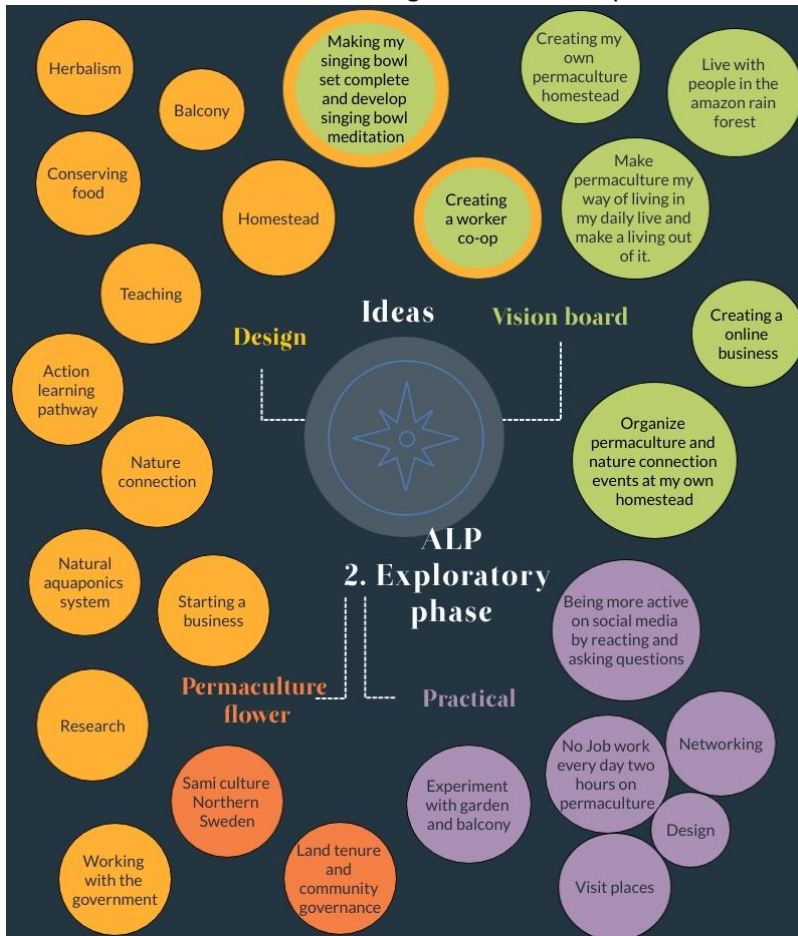 Herbalism
Balcony
Conserving
food
Homestead
Teaching
Action
learning
pathway
Nature
connection
Natural
aquaponics
system
Starting a
business
Research
Working
with the
government
Making my
singing bowl
set complete
and develop
singing bowl
meditation
Creating
a worker
co-op
Creating my
own
permaculture
homestead
Live with
people in the
amazon rain
forest
Make
permaculture my
way of living in
my daily live and
make a living out
of it.
Creating a
online
business
Organize
permaculture and
nature connection
events at my own
homestead
Ideas
Design
Vision board
ALP
2. Exploratory
phase
Permaculture
flower
Practical
Sami culture
Northern
Sweden
Land tenure
and
community
governance
Being more active
on social media
by reacting and
asking questions
No Job work
every day two
hours on
permaculture
Networking
Experiment
with garden
and balcony
Design
Visit places